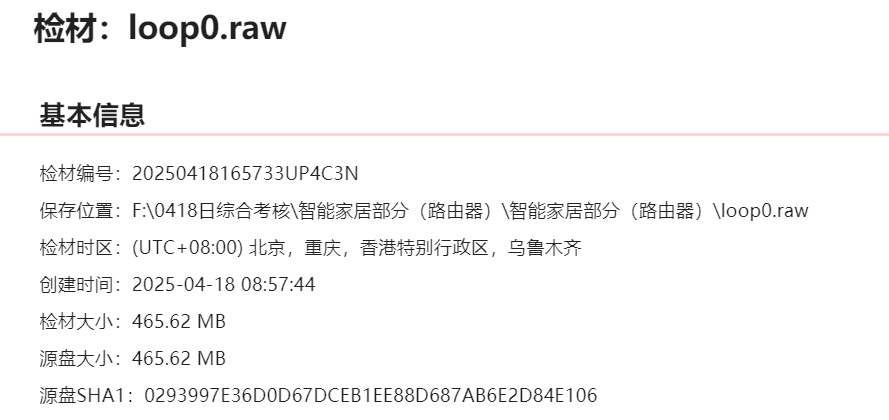 检材：loop0.raw
基本信息
检材编号：20250418165733UP4C3N
保存位置：F:\0418日综合考核\智能家居部分（路由器）\智能家居部分（路由器）\loop0.raw
检材时区：(UTC+08:00) 北京，重庆，香港特别行政区，乌鲁木齐
创建时间：2025-04-18 08:57:44
检材大小：465.62 MB
源盘大小：465.62 MB
源盘SHA1：0293997E36D0D67DCEB1EE88D687AB6E2D84E106